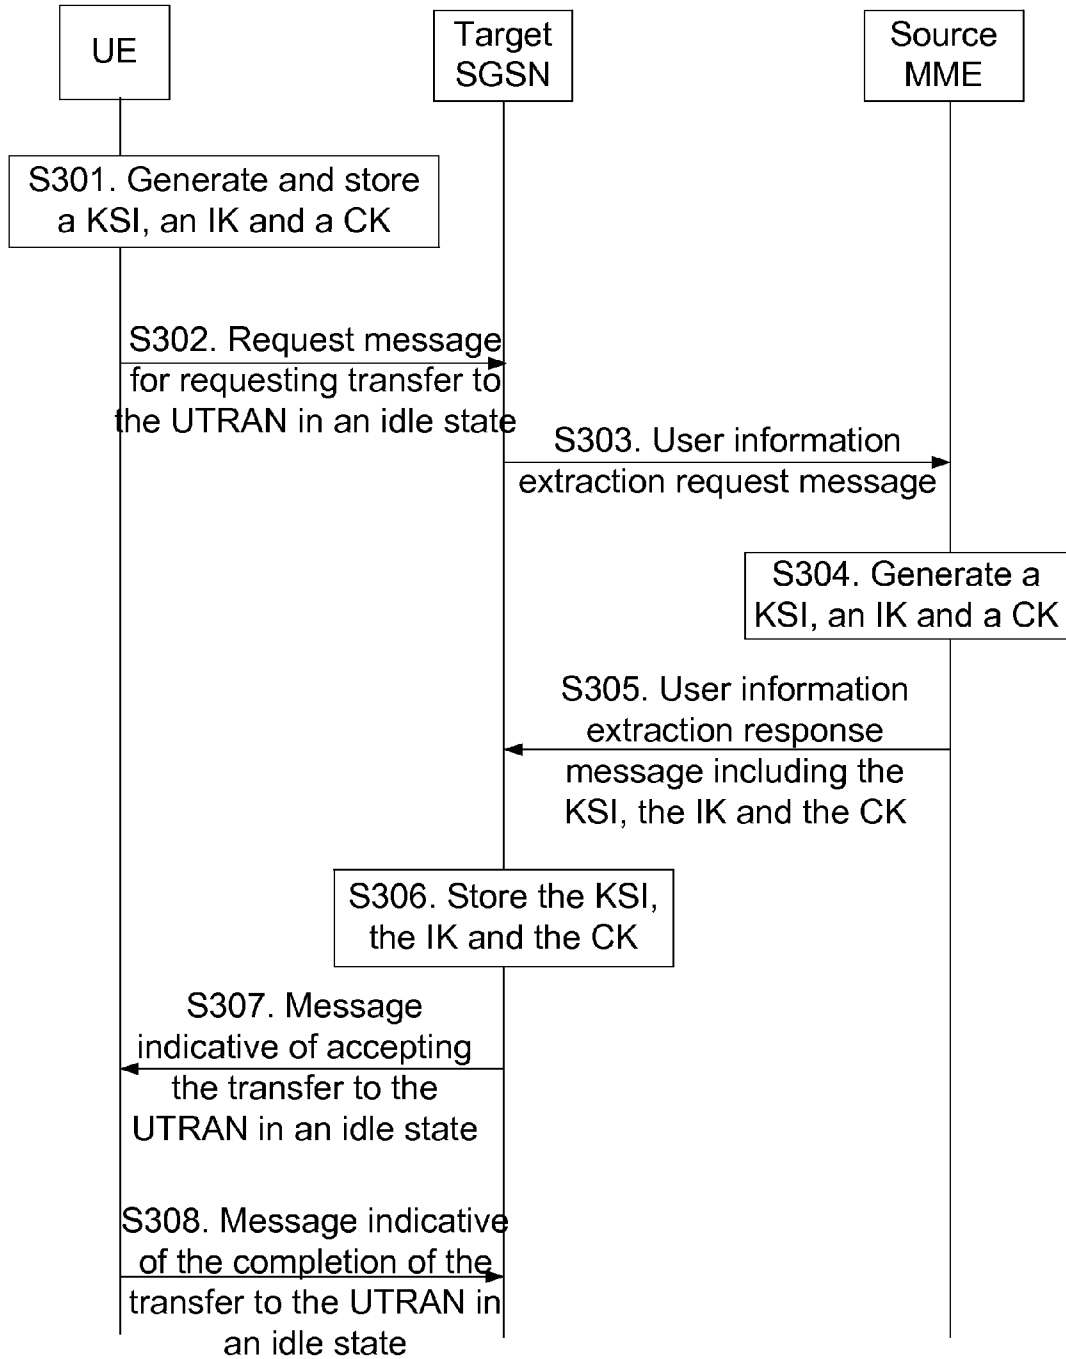 UE
Target
SGSN
Source
MME
S301. Generate and store
a KSI, an IK and a CK
S302. Request message
for requesting transfer to
the UTRAN in an idle state
S303. User information
extraction request message
S304. Generate a
KSI, an IK and a CK
S305. User information
extraction response
message including the
KSI, the IK and the CK
S306. Store the KSI,
the IK and the CK
S307. Message
indicative of accepting
the transfer to the
UTRAN in an idle state
S308. Message indicative
of the completion of the
transfer to the UTRAN in
an idle state